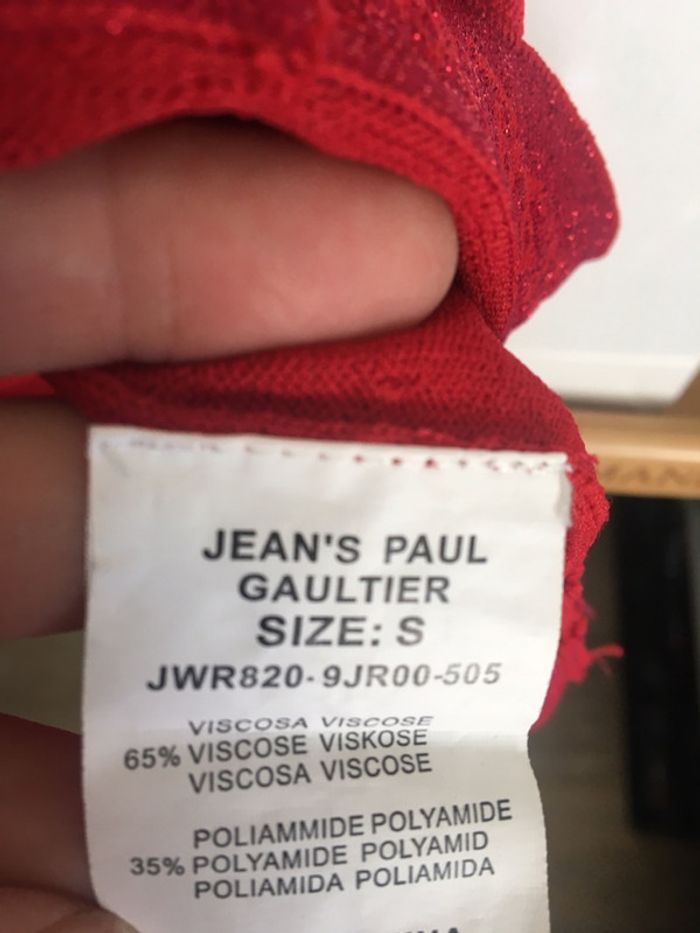 JEAN'S PAUL
GAULTIER
SIZE: S
JWR820-9JR00-505
VISCOSA VISCOSE
65% VISCOSE VISKOSE
VISCOSA VISCOSE
POLIAMMIDE POLYAMIDE
35% POLYAMIDE POLYAMID
POLIAMIDA POLIAMIDA